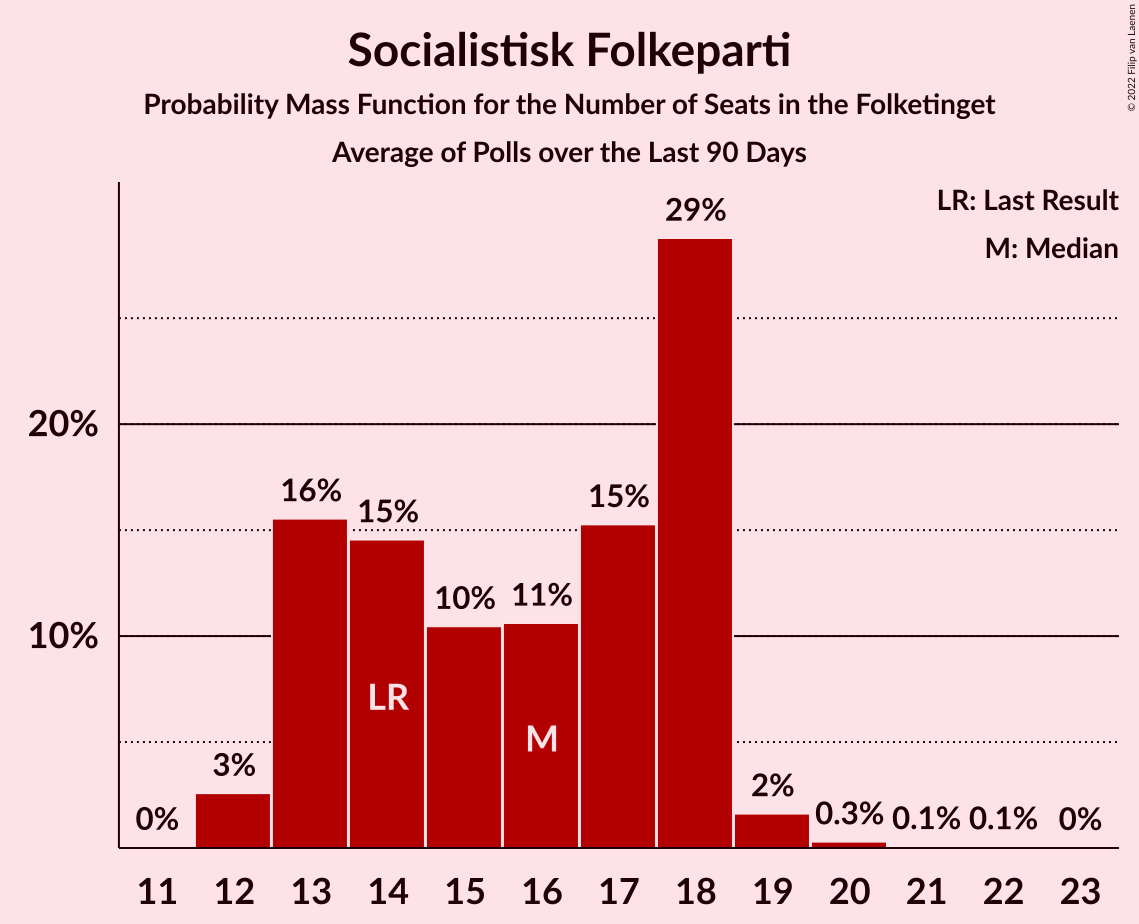 Socialistisk Folkeparti
Probability Mass Function for the Number of Seats in the Folketinget
Average of Polls over the Last 90 Days
© 2022 Filip van Laenen
LR: Last Result
M: Median
29%
20%
16%
15%
15%
10%
11%
10%
LR
M
3%
2%
0%
0.3%
0.1%
0.1%
0%
11 12 13 14 15 16 17 18 19 20 21 22 23